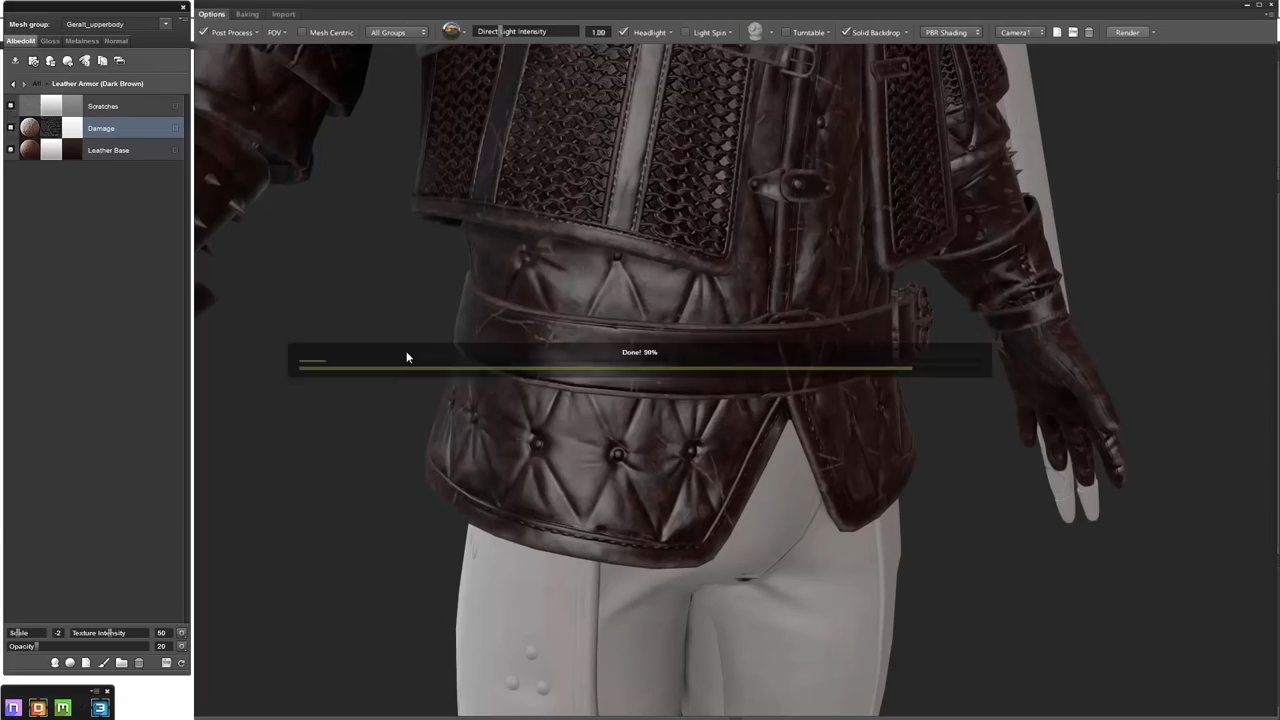 Mesh group: Geralt_upperbody
AlbedoM Gloss Metalness Normal
All Leather Armor (Dark Brown)
Scratches
Damage
Leather Base
Scale -2 Texture Intensity 50
Opacity 20
N D M 3
Options Baking Import
Post Process FOV Mesh Centric All Groups Direct Light Intensity 1.00 Headlight Light Spin Turntable Solid Backdrop PBR Shading Camera1 Render
Done! 90%